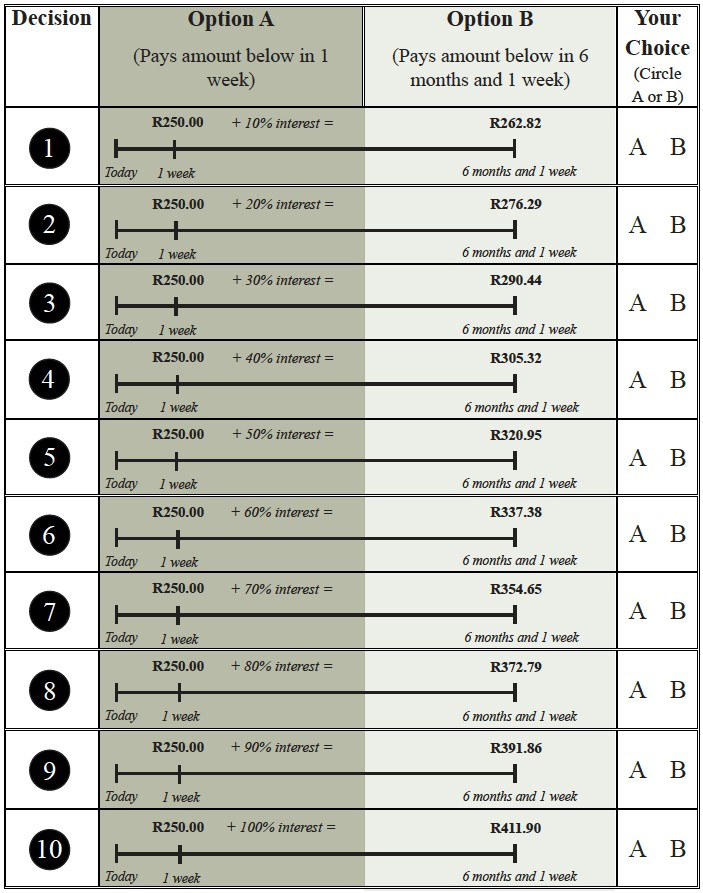 Decision
Option A
(Pays amount below in 1
week)
Option B
(Pays amount below in 6
months and 1 week)
Your
Choice
(Circle
A or B)
1
R250.00 + 10% interest = R262.82
Today 1 week 6 months and 1 week
A B
2
R250.00 + 20% interest = R276.29
Today 1 week 6 months and 1 week
A B
3
R250.00 + 30% interest = R290.44
Today 1 week 6 months and 1 week
A B
4
R250.00 + 40% interest = R305.32
Today 1 week 6 months and 1 week
A B
5
R250.00 + 50% interest = R320.95
Today 1 week 6 months and 1 week
A B
6
R250.00 + 60% interest = R337.38
Today 1 week 6 months and 1 week
A B
7
R250.00 + 70% interest = R354.65
Today 1 week 6 months and 1 week
A B
8
R250.00 + 80% interest = R372.79
Today 1 week 6 months and 1 week
A B
9
R250.00 + 90% interest = R391.86
Today 1 week 6 months and 1 week
A B
10
R250.00 + 100% interest = R411.90
Today 1 week 6 months and 1 week
A B